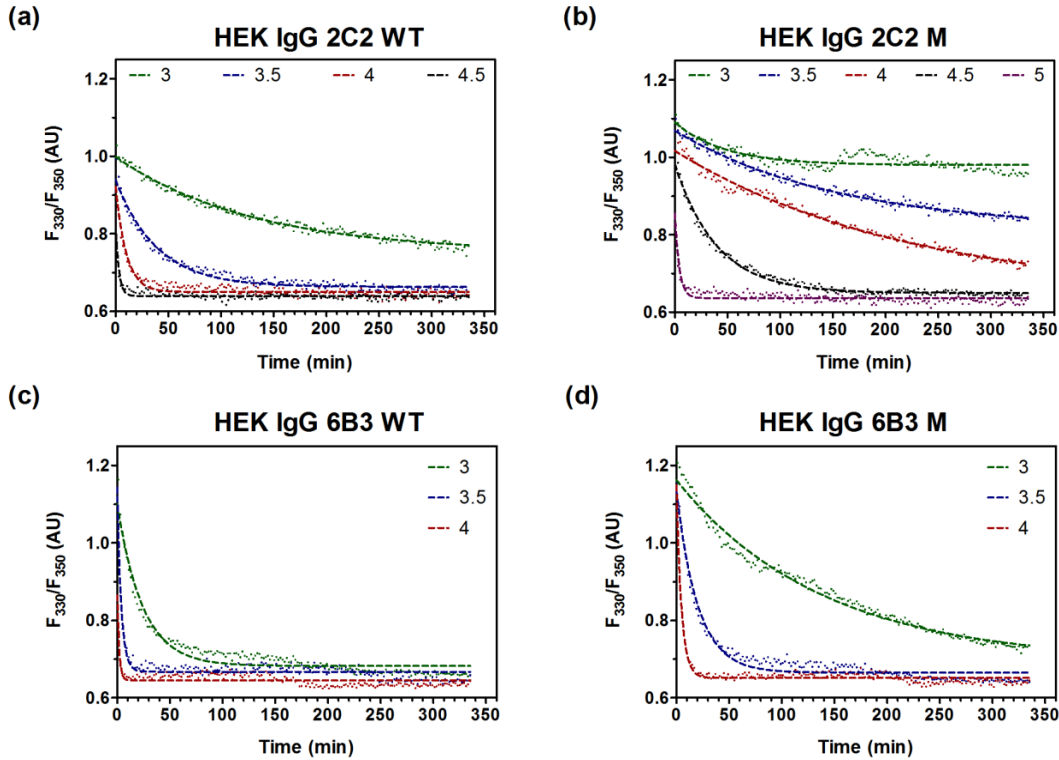 (a)
HEK IgG 2C2 WT
3 3.5 4 4.5
1.2
1.0
0.8
0.6
F330/F350 (AU)
0 50 100 150 200 250 300 350
Time (min)
(b)
HEK IgG 2C2 M
3 3.5 4 4.5 5
1.2
1.0
0.8
0.6
F330/F350 (AU)
0 50 100 150 200 250 300 350
Time (min)
(c)
HEK IgG 6B3 WT
3
3.5
4
1.2
1.0
0.8
0.6
F330/F350 (AU)
0 50 100 150 200 250 300 350
Time (min)
(d)
HEK IgG 6B3 M
3
3.5
4
1.2
1.0
0.8
0.6
F330/F350 (AU)
0 50 100 150 200 250 300 350
Time (min)